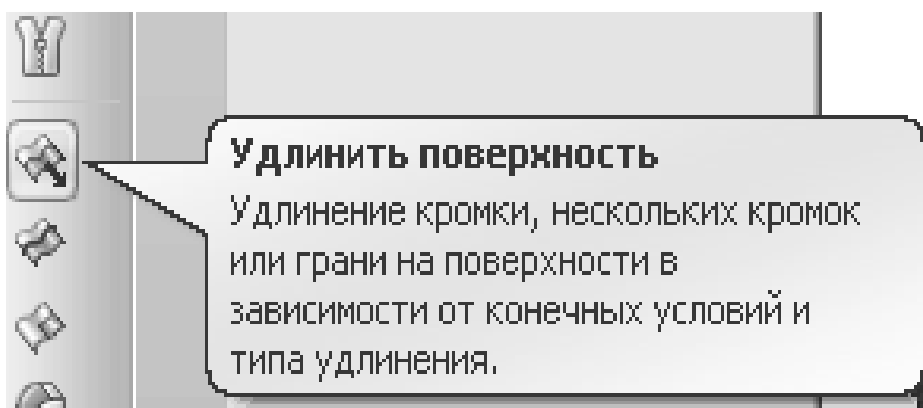 Удлинить поверхность
Удлинение кромки, нескольких кромок
или грани на поверхности в
зависимости от конечных условий и
типа удлинения.